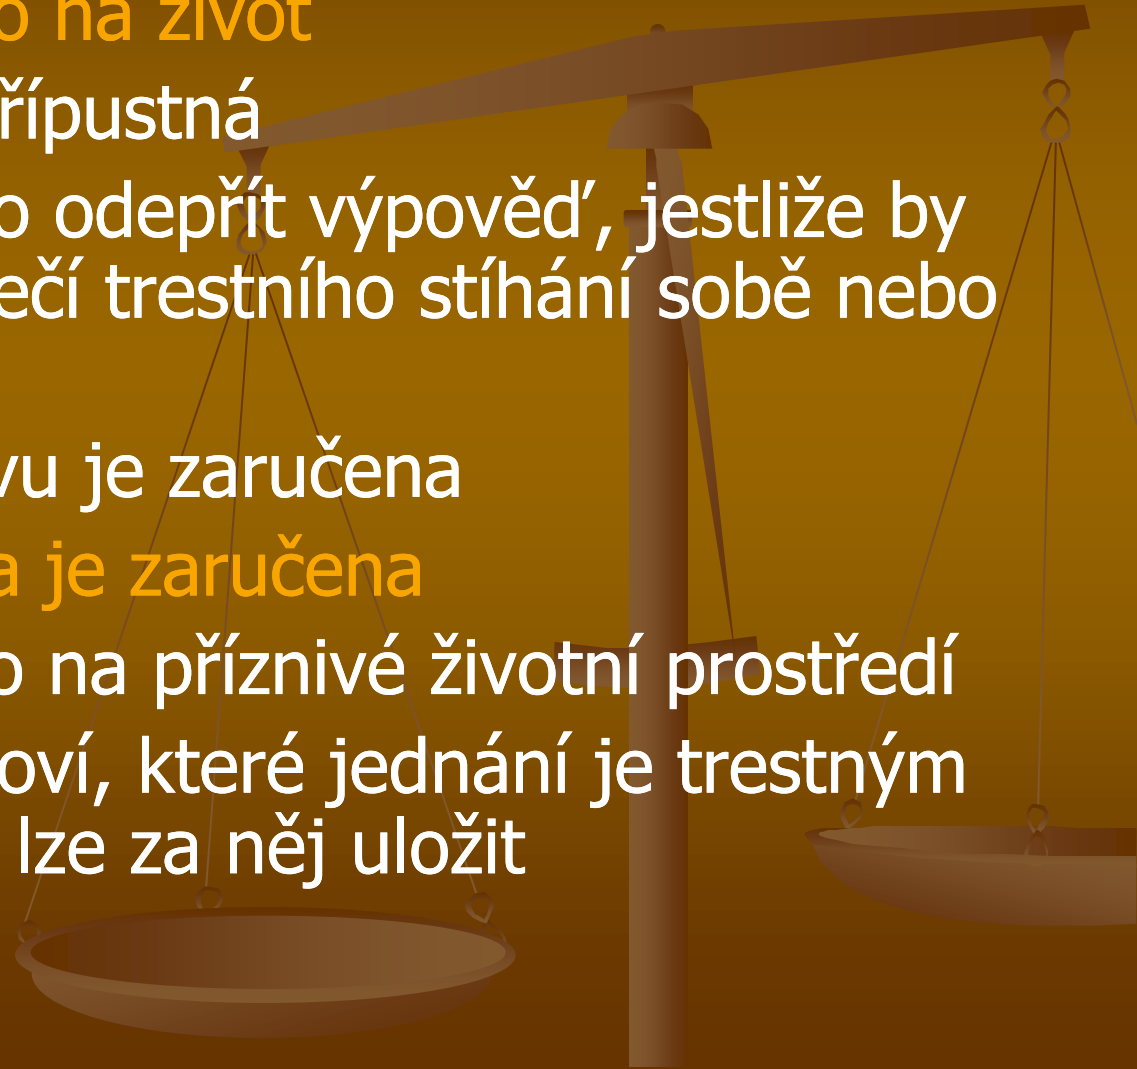 o na život
řípustná
o odepřít výpověď, jestliže by
ečí trestního stíhání sobě nebo
vu je zaručena
a je zaručena
o na příznivé životní prostředí
oví, které jednání je trestným
lze za něj uložit